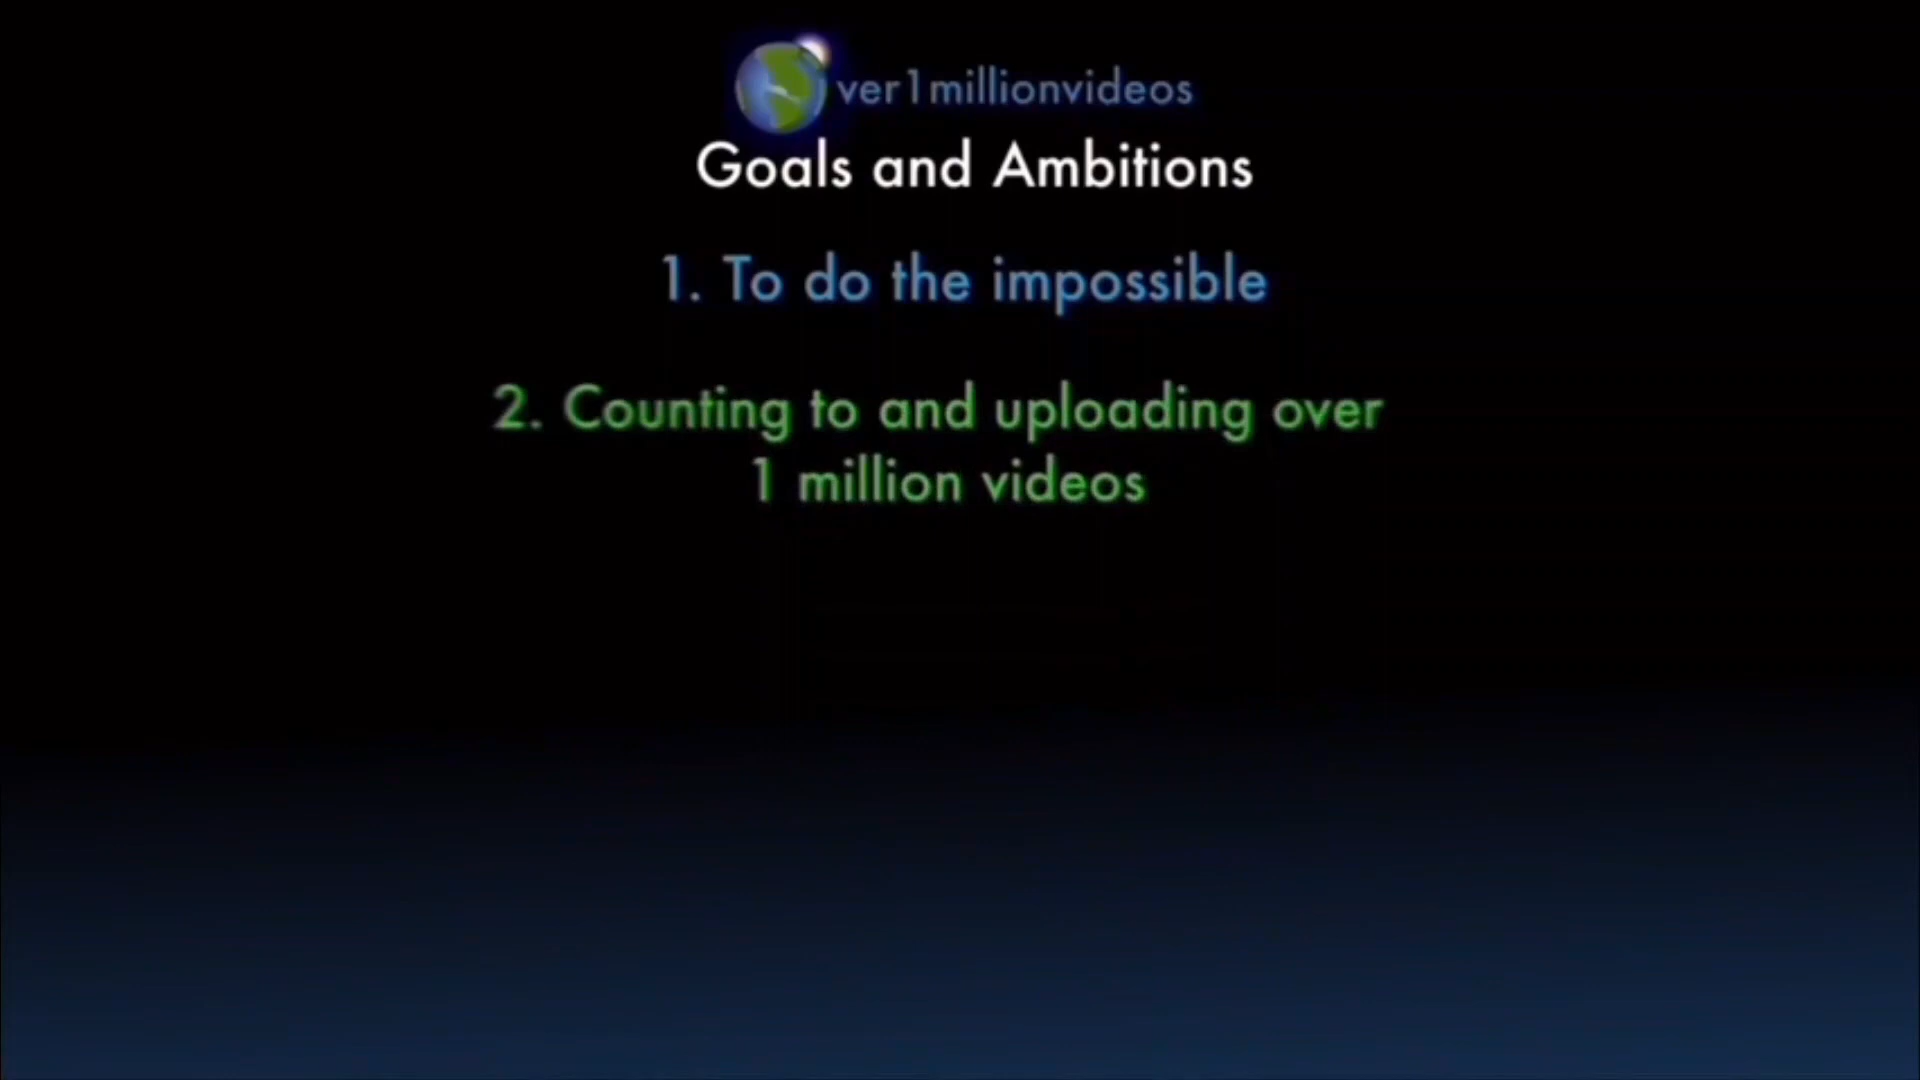 ver1millionvideos
Goals and Ambitions
1. To do the impossible
2. Counting to and uploading over
1 million videos